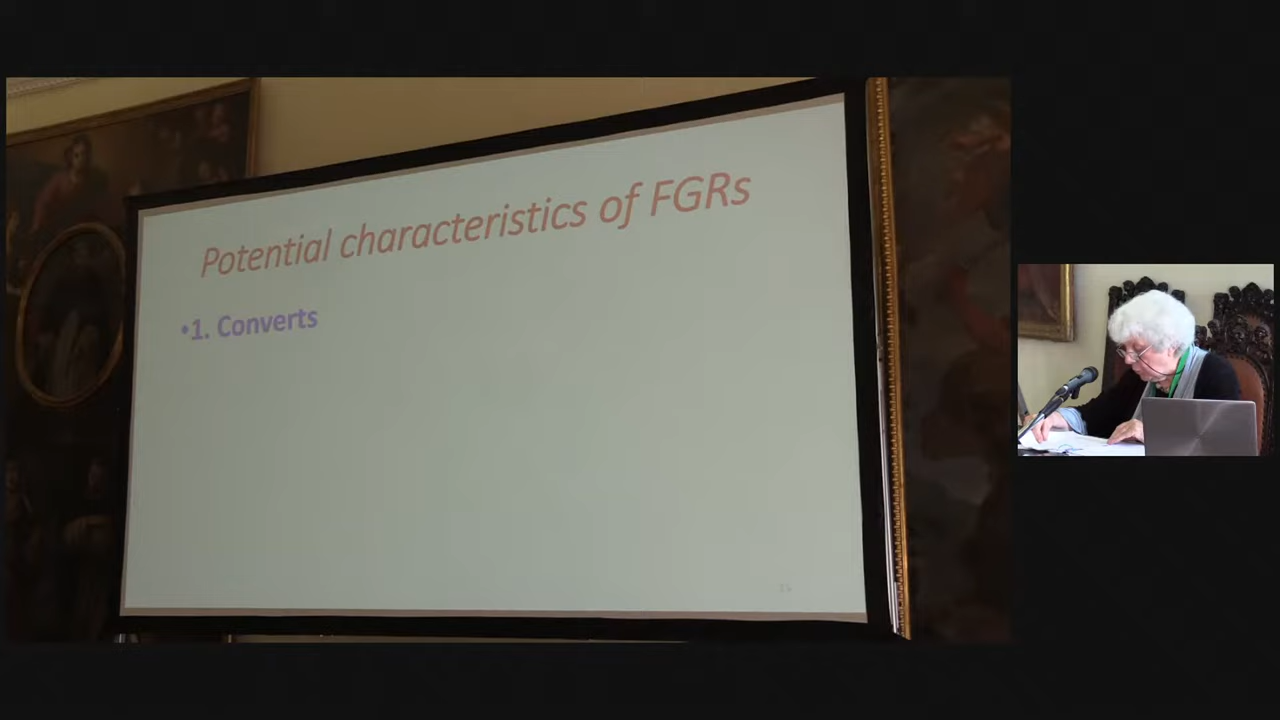 Potential characteristics of FGRs
•1. Converts